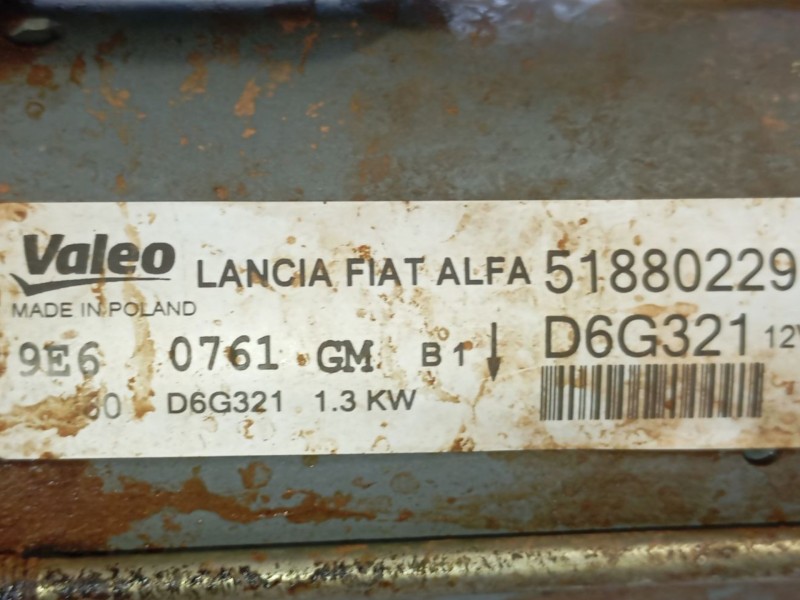 Valeo LANCIA FIAT ALFA 51880229
MADE IN POLAND
9E6 0761 GM B1 ↓ D6G321 12V
D6G321 1.3 KW